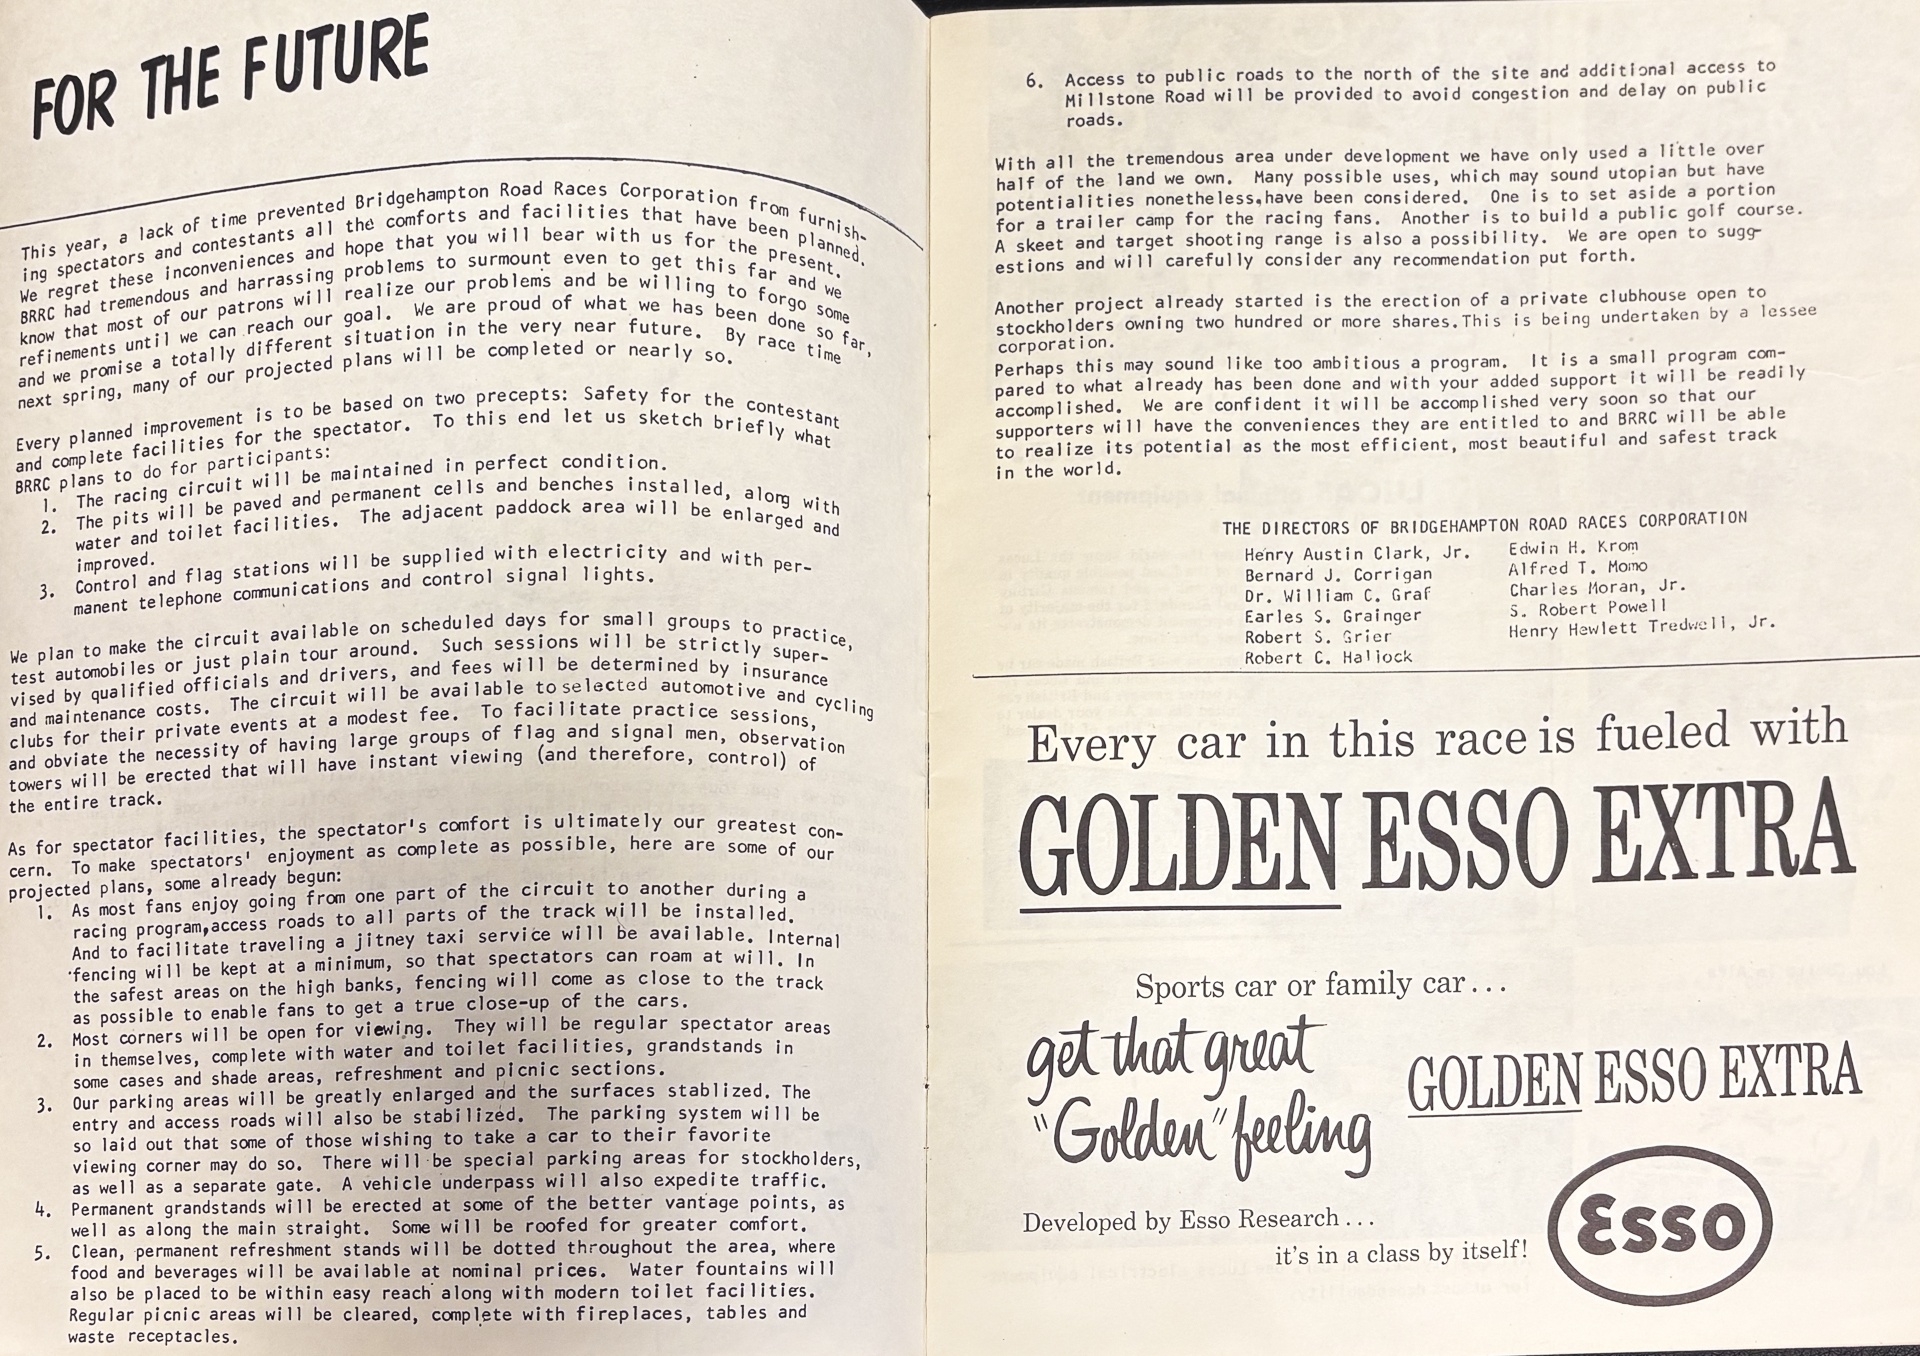 FOR THE FUTURE
This year, a lack of time prevented Bridgehampton Road Races Corporation from furnish-
ing spectators and contestants all the comforts and facilities that have been planned.
We regret these inconveniences and hope that you will bear with us for the present.
BRRC had tremendous and harrassing problems to surmount even to get this far and we
know that most of our patrons will realize our problems and be willing to forgo some
refinements until we can reach our goal. We are proud of what we has been done so far,
and we promise a totally different situation in the very near future. By race time
next spring, many of our projected plans will be completed or nearly so.
Every planned improvement is to be based on two precepts: Safety for the contestant
and complete facilities for the spectator. To this end let us sketch briefly what
BRRC plans to do for participants:
1. The racing circuit will be maintained in perfect condition.
2. The pits will be paved and permanent cells and benches installed, along with
water and toilet facilities. The adjacent paddock area will be enlarged and
improved.
3. Control and flag stations will be supplied with electricity and with per-
manent telephone communications and control signal lights.
We plan to make the circuit available on scheduled days for small groups to practice,
test automobiles or just plain tour around. Such sessions will be strictly super-
vised by qualified officials and drivers, and fees will be determined by insurance
and maintenance costs. The circuit will be available to selected automotive and cycling
clubs for their private events at a modest fee. To facilitate practice sessions,
and obviate the necessity of having large groups of flag and signal men, observation
towers will be erected that will have instant viewing (and therefore, control) of
the entire track.
As for spectator facilities, the spectator's comfort is ultimately our greatest con-
cern. To make spectators' enjoyment as complete as possible, here are some of our
projected plans, some already begun:
1. As most fans enjoy going from one part of the circuit to another during a
racing program,access roads to all parts of the track will be installed.
And to facilitate traveling a jitney taxi service will be available. Internal
fencing will be kept at a minimum, so that spectators can roam at will. In
the safest areas on the high banks, fencing will come as close to the track
as possible to enable fans to get a true close-up of the cars.
2. Most corners will be open for viewing. They will be regular spectator areas
in themselves, complete with water and toilet facilities, grandstands in
some cases and shade areas, refreshment and picnic sections.
3. Our parking areas will be greatly enlarged and the surfaces stablized. The
entry and access roads will also be stabilized. The parking system will be
so laid out that some of those wishing to take a car to their favorite
viewing corner may do so. There will be special parking areas for stockholders,
as well as a separate gate. A vehicle underpass will also expedite traffic.
4. Permanent grandstands will be erected at some of the better vantage points, as
well as along the main straight. Some will be roofed for greater comfort.
5. Clean, permanent refreshment stands will be dotted throughout the area, where
food and beverages will be available at nominal prices. Water fountains will
also be placed to be within easy reach along with modern toilet facilities.
Regular picnic areas will be cleared, complete with fireplaces, tables and
waste receptacles.
6. Access to public roads to the north of the site and additional access to
Millstone Road will be provided to avoid congestion and delay on public
roads.
With all the tremendous area under development we have only used a little over
half of the land we own. Many possible uses, which may sound utopian but have
potentialities nonetheless,have been considered. One is to set aside a portion
for a trailer camp for the racing fans. Another is to build a public golf course.
A skeet and target shooting range is also a possibility. We are open to sugg-
estions and will carefully consider any recommendation put forth.
Another project already started is the erection of a private clubhouse open to
stockholders owning two hundred or more shares.This is being undertaken by a lessee
corporation.
Perhaps this may sound like too ambitious a program. It is a small program com-
pared to what already has been done and with your added support it will be readily
accomplished. We are confident it will be accomplished very soon so that our
supporters will have the conveniences they are entitled to and BRRC will be able
to realize its potential as the most efficient, most beautiful and safest track
in the world.
THE DIRECTORS OF BRIDGEHAMPTON ROAD RACES CORPORATION
Henry Austin Clark, Jr.
Bernard J. Corrigan
Dr. William C. Graf
Earles S. Grainger
Robert S. Grier
Robert C. Hallock
Edwin H. Krom
Alfred T. Momo
Charles Moran, Jr.
S. Robert Powell
Henry Hewlett Tredwell, Jr.
Every car in this race is fueled with
GOLDEN ESSO EXTRA
Sports car or family car...
get that great
"Golden" feeling
GOLDEN ESSO EXTRA
Developed by Esso Research...
it's in a class by itself!
Esso